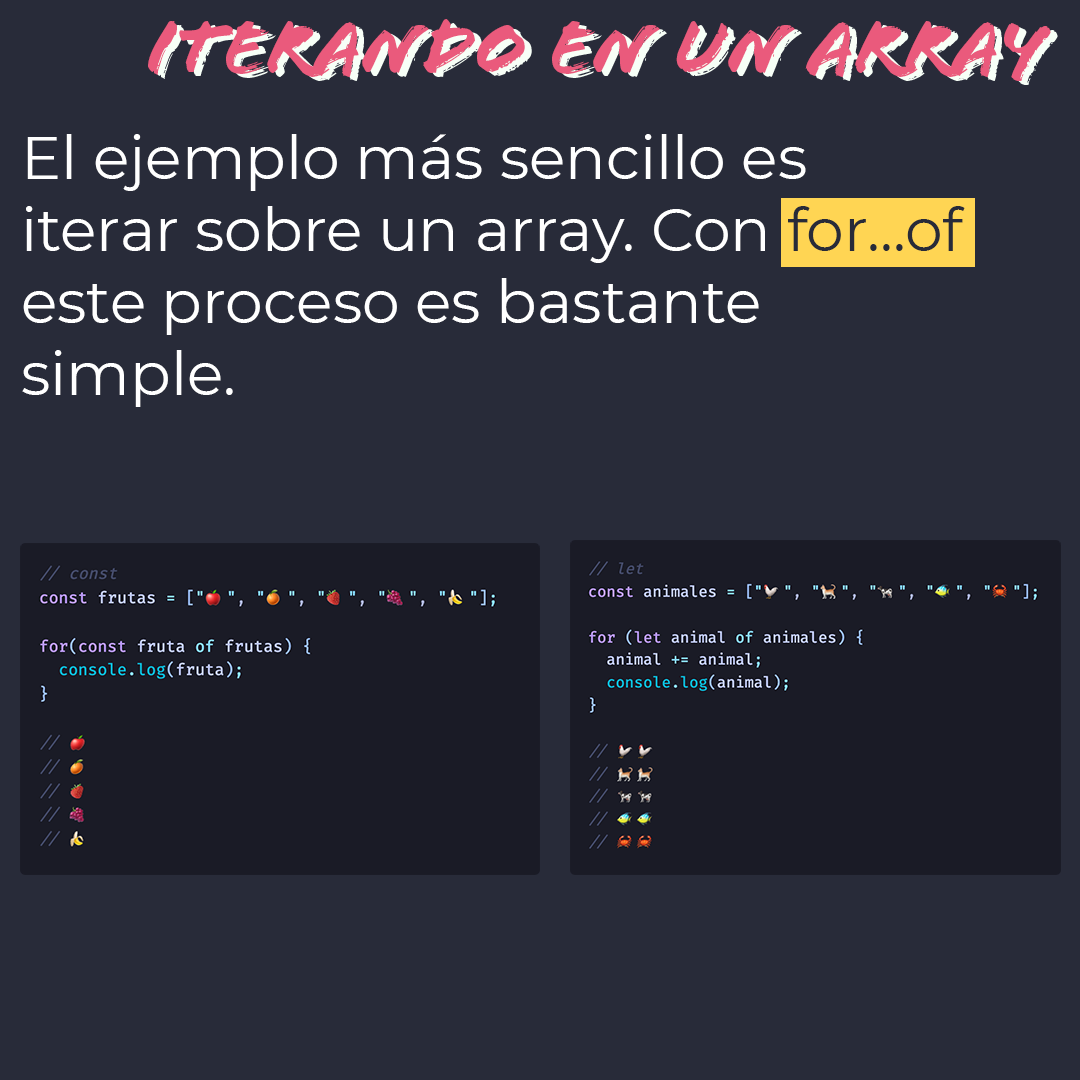 ITERANDO EN UN ARRAY
El ejemplo más sencillo es
iterar sobre un array. Con for...of
este proceso es bastante
simple.
// const
const frutas = ["🍎", "🍊", "🍓", "🍇", "🍌"];
for(const fruta of frutas) {
  console.log(fruta);
}
// 🍎
// 🍊
// 🍓
// 🍇
// 🍌
// let
const animales = ["🐓", "🐈", "🐄", "🐠", "🦀"];
for (let animal of animales) {
  animal += animal;
  console.log(animal);
}
// 🐓🐓
// 🐈🐈
// 🐄🐄
// 🐠🐠
// 🦀🦀